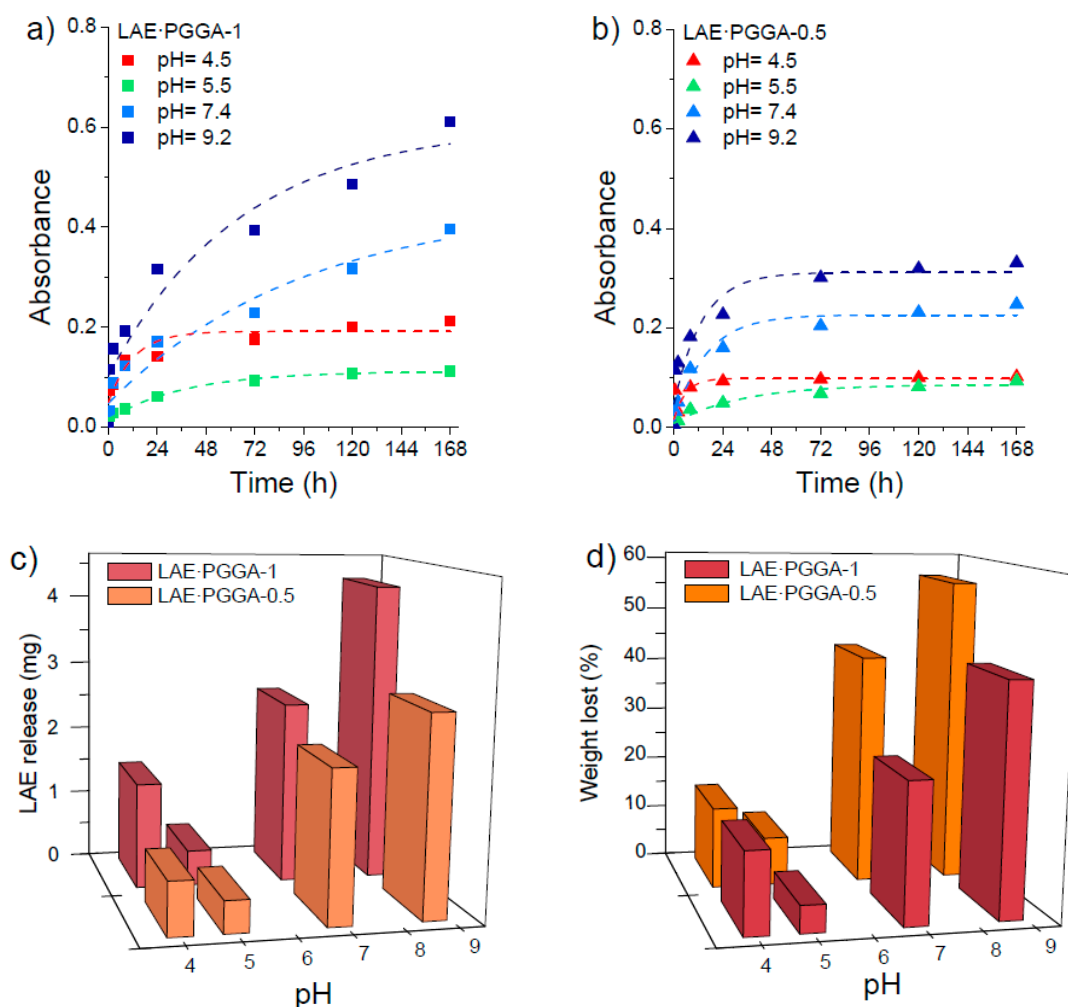 a)
LAE·PGGA-1
pH= 4.5
pH= 5.5
pH= 7.4
pH= 9.2
0.8
0.6
0.4
0.2
0.0
Absorbance
0 24 48 72 96 120 144 168
Time (h)
b)
LAE·PGGA-0.5
pH= 4.5
pH= 5.5
pH= 7.4
pH= 9.2
0.8
0.6
0.4
0.2
0.0
Absorbance
0 24 48 72 96 120 144 168
Time (h)
c)
LAE·PGGA-1
LAE·PGGA-0.5
4
3
2
1
0
LAE release (mg)
4 5 6 7 8 9
pH
d)
LAE·PGGA-1
LAE·PGGA-0.5
60
50
40
30
20
10
0
Weight lost (%)
4 5 6 7 8 9
pH